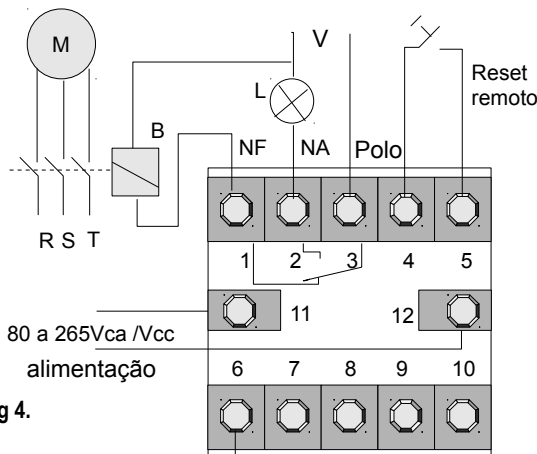 M
V
L
Reset
remoto
B
NF NA Polo
R S T
1 2 3 4 5
11 12
80 a 265Vca /Vcc
alimentação
6 7 8 9 10
g 4.